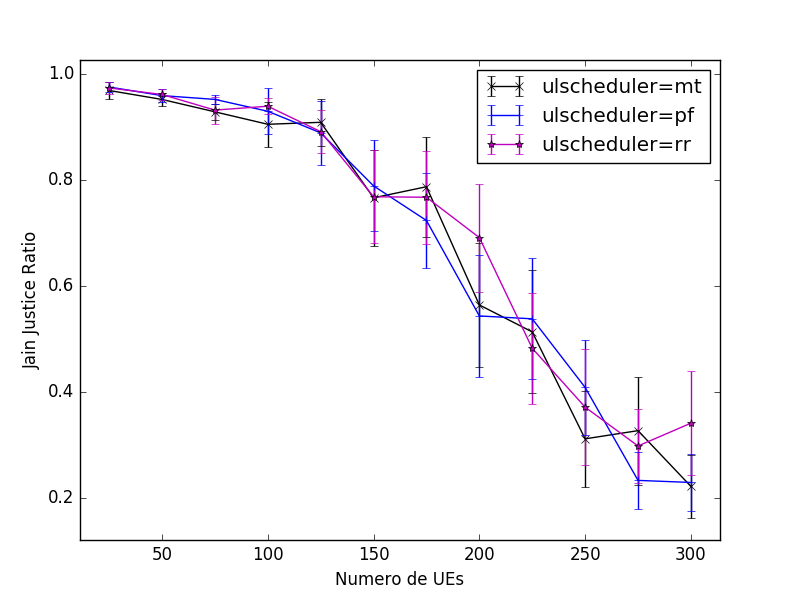 ulscheduler=mt
ulscheduler=pf
ulscheduler=rr
Jain Justice Ratio
1.0
0.8
0.6
0.4
0.2
50 100 150 200 250 300
Numero de UEs